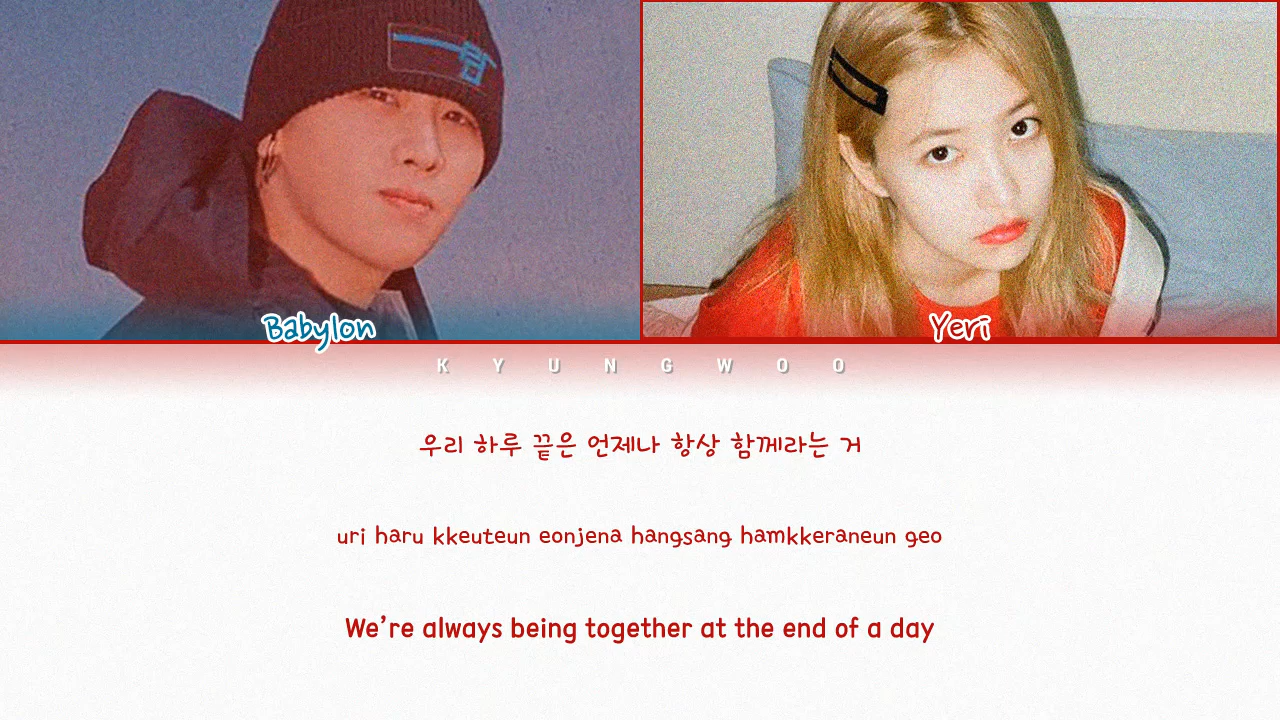 Babylon
Yeri
KYUNGWOO
우리 하루 끝은 언제나 항상 함께라는 거
uri haru kkeuteun eonjena hangsang hamkkeraneun geo
We're always being together at the end of a day